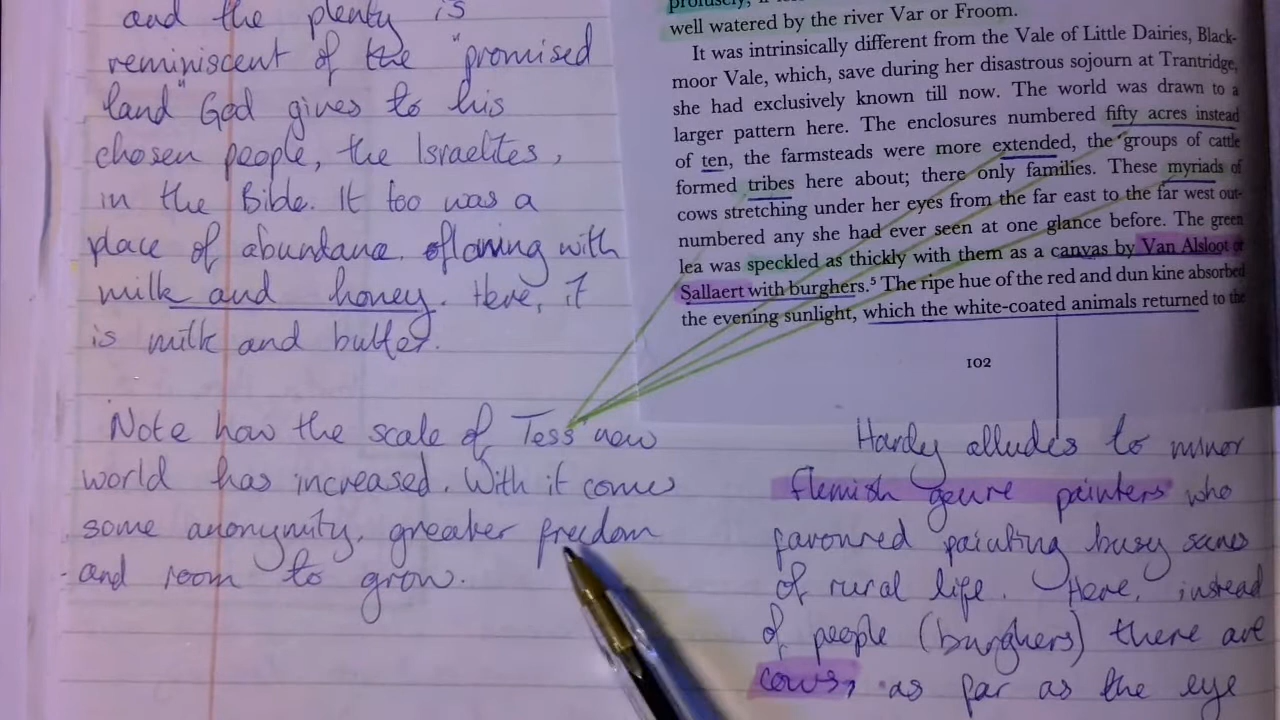 and the plenty is
reminiscent of the "promised
land" God gives to his
chosen people, the Israelites,
in the Bible. It too was a
place of abundance, flowing with
milk and honey. Here, it
is milk and butter.
Note how the scale of Tess' new
world has increased. With it comes
some anonymity, greater freedom
and room to grow.
well watered by the river Var or Froom.
It was intrinsically different from the Vale of Little Dairies, Black-
moor Vale, which, save during her disastrous sojourn at Trantridge,
she had exclusively known till now. The world was drawn to a
larger pattern here. The enclosures numbered fifty acres instead
of ten, the farmsteads were more extended, the groups of cattle
formed tribes here about; there only families. These myriads of
cows stretching under her eyes from the far east to the far west out-
numbered any she had ever seen at one glance before. The green
lea was speckled as thickly with them as a canvas by Van Alsloot or
Sallaert with burghers.⁵ The ripe hue of the red and dun kine absorbed
the evening sunlight, which the white-coated animals returned to the
102
Hardy alludes to minor
flemish genre painters who
favoured painting busy scenes
of rural life. Here, instead
of people (burghers) there are
cows, as far as the eye